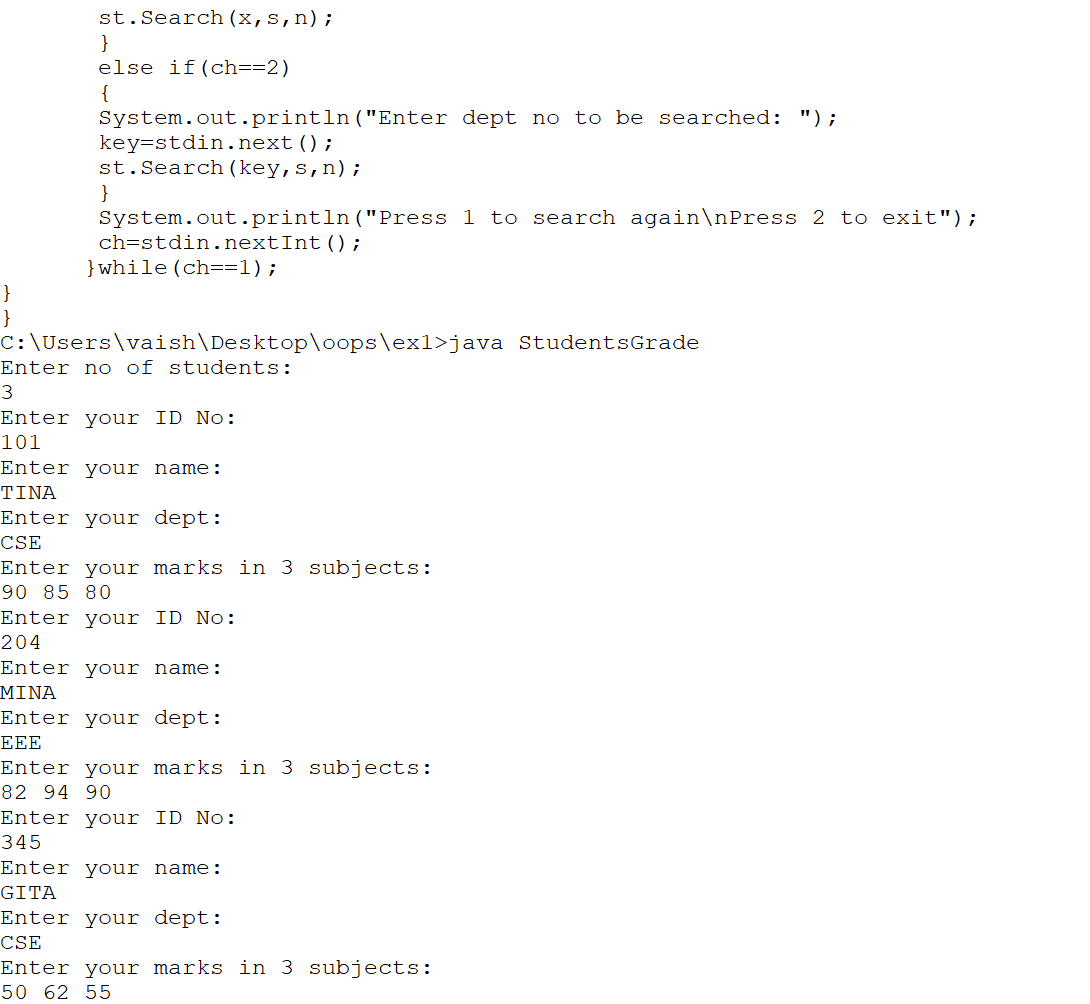 st.Search(x,s,n);
}
else if(ch==2)
{
System.out.println("Enter dept no to be searched: ");
key=stdin.next();
st.Search(key,s,n);
}
System.out.println("Press 1 to search again\nPress 2 to exit");
ch=stdin.nextInt();
}while(ch==1);
}
}
C:\Users\vaish\Desktop\oops\ex1>java StudentsGrade
Enter no of students:
3
Enter your ID No:
101
Enter your name:
TINA
Enter your dept:
CSE
Enter your marks in 3 subjects:
90 85 80
Enter your ID No:
204
Enter your name:
MINA
Enter your dept:
EEE
Enter your marks in 3 subjects:
82 94 90
Enter your ID No:
345
Enter your name:
GITA
Enter your dept:
CSE
Enter your marks in 3 subjects:
50 62 55